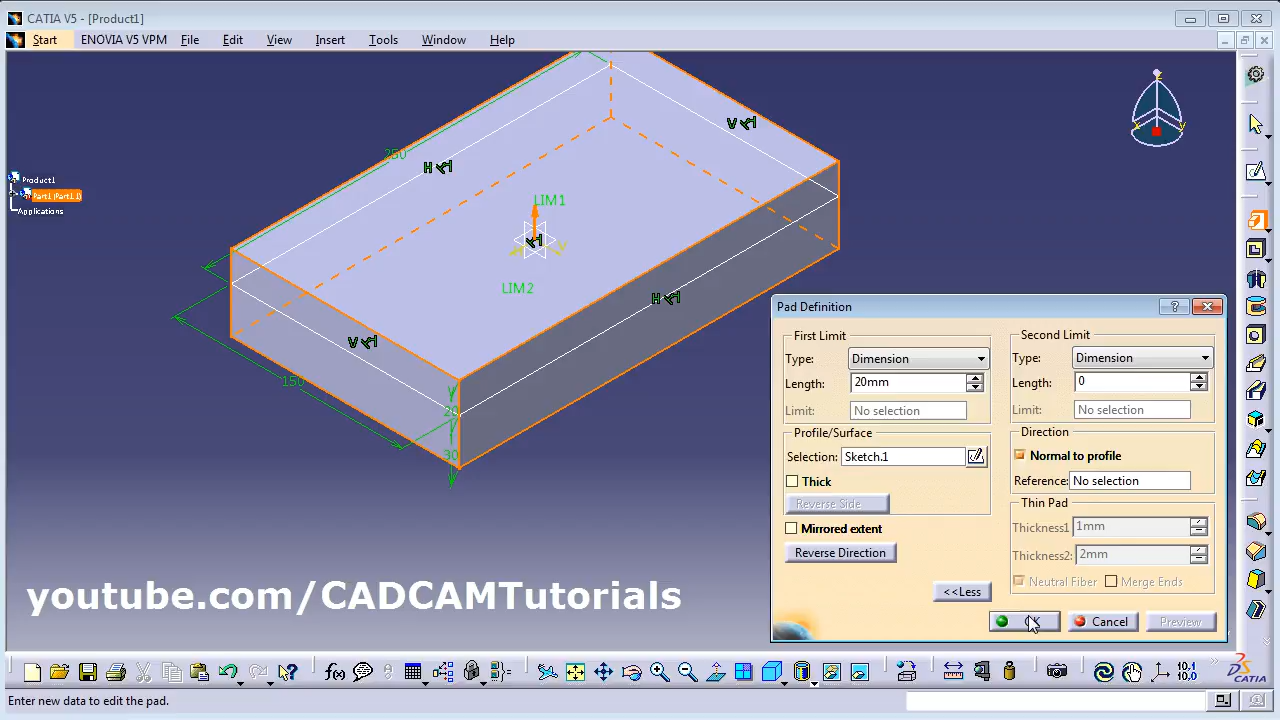 CATIA V5 - [Product1]
Start ENOVIA V5 VPM File Edit View Insert Tools Window Help
Product1
Part1 (Part1.1)
Applications
250
H
V
LIM1
LIM2
H
V
150
20
30
Pad Definition
First Limit
Type: Dimension
Length: 20mm
Limit: No selection
Profile/Surface
Selection: Sketch.1
Thick
Reverse Side
Mirrored extent
Reverse Direction
<<Less
Second Limit
Type: Dimension
Length: 0
Limit: No selection
Direction
Normal to profile
Reference: No selection
Thin Pad
Thickness1 1mm
Thickness2: 2mm
Neutral Fiber Merge Ends
Cancel Preview
youtube.com/CADCAMTutorials
f(x)
10.1
10.0
CATIA
Enter new data to edit the pad.